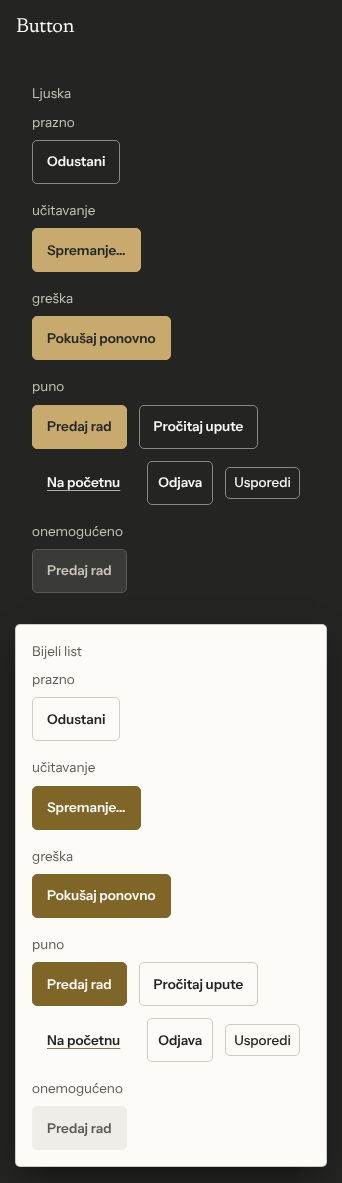 Button
Ljuska
prazno
Odustani
učitavanje
Spremanje…
greška
Pokušaj ponovno
puno
Predaj rad Pročitaj upute
Na početnu Odjava Usporedi
onemogućeno
Predaj rad
Bijeli list
prazno
Odustani
učitavanje
Spremanje…
greška
Pokušaj ponovno
puno
Predaj rad Pročitaj upute
Na početnu Odjava Usporedi
onemogućeno
Predaj rad